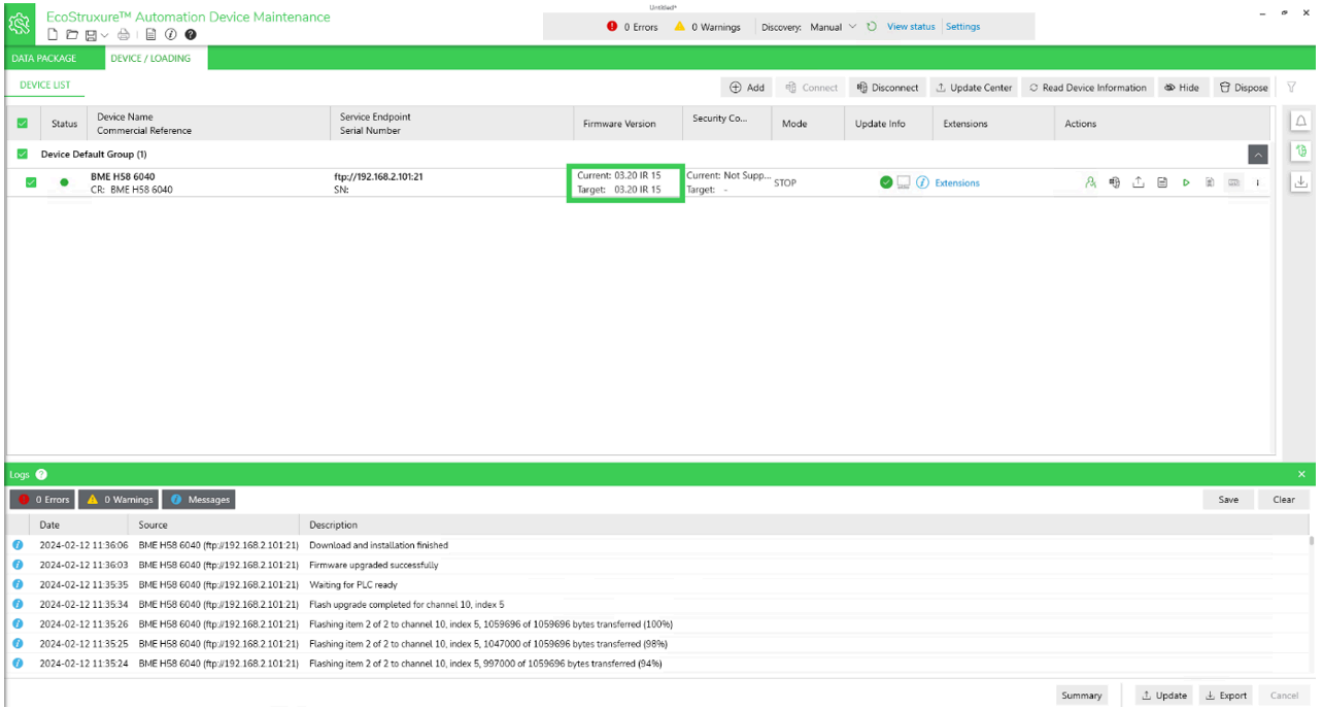 Untitled*
EcoStruxure™ Automation Device Maintenance
0 Errors 0 Warnings Discovery: Manual View status Settings
DATA PACKAGE DEVICE / LOADING
DEVICE LIST
Add Connect Disconnect Update Center Read Device Information Hide Dispose
Status Device Name Service Endpoint Firmware Version Security Co... Mode Update Info Extensions Actions
Commercial Reference Serial Number
Device Default Group (1)
BME H58 6040 ftp://192.168.2.101:21 Current: 03.20 IR 15 Current: Not Supp... STOP Extensions
CR: BME H58 6040 SN: Target: 03.20 IR 15 Target: -
Logs
0 Errors 0 Warnings Messages Save Clear
Date Source Description
2024-02-12 11:36:06 BME H58 6040 (ftp://192.168.2.101:21) Download and installation finished
2024-02-12 11:36:03 BME H58 6040 (ftp://192.168.2.101:21) Firmware upgraded successfully
2024-02-12 11:35:35 BME H58 6040 (ftp://192.168.2.101:21) Waiting for PLC ready
2024-02-12 11:35:34 BME H58 6040 (ftp://192.168.2.101:21) Flash upgrade completed for channel 10, index 5
2024-02-12 11:35:26 BME H58 6040 (ftp://192.168.2.101:21) Flashing item 2 of 2 to channel 10, index 5, 1059696 of 1059696 bytes transferred (100%)
2024-02-12 11:35:25 BME H58 6040 (ftp://192.168.2.101:21) Flashing item 2 of 2 to channel 10, index 5, 1047000 of 1059696 bytes transferred (98%)
2024-02-12 11:35:24 BME H58 6040 (ftp://192.168.2.101:21) Flashing item 2 of 2 to channel 10, index 5, 997000 of 1059696 bytes transferred (94%)
Summary Update Export Cancel